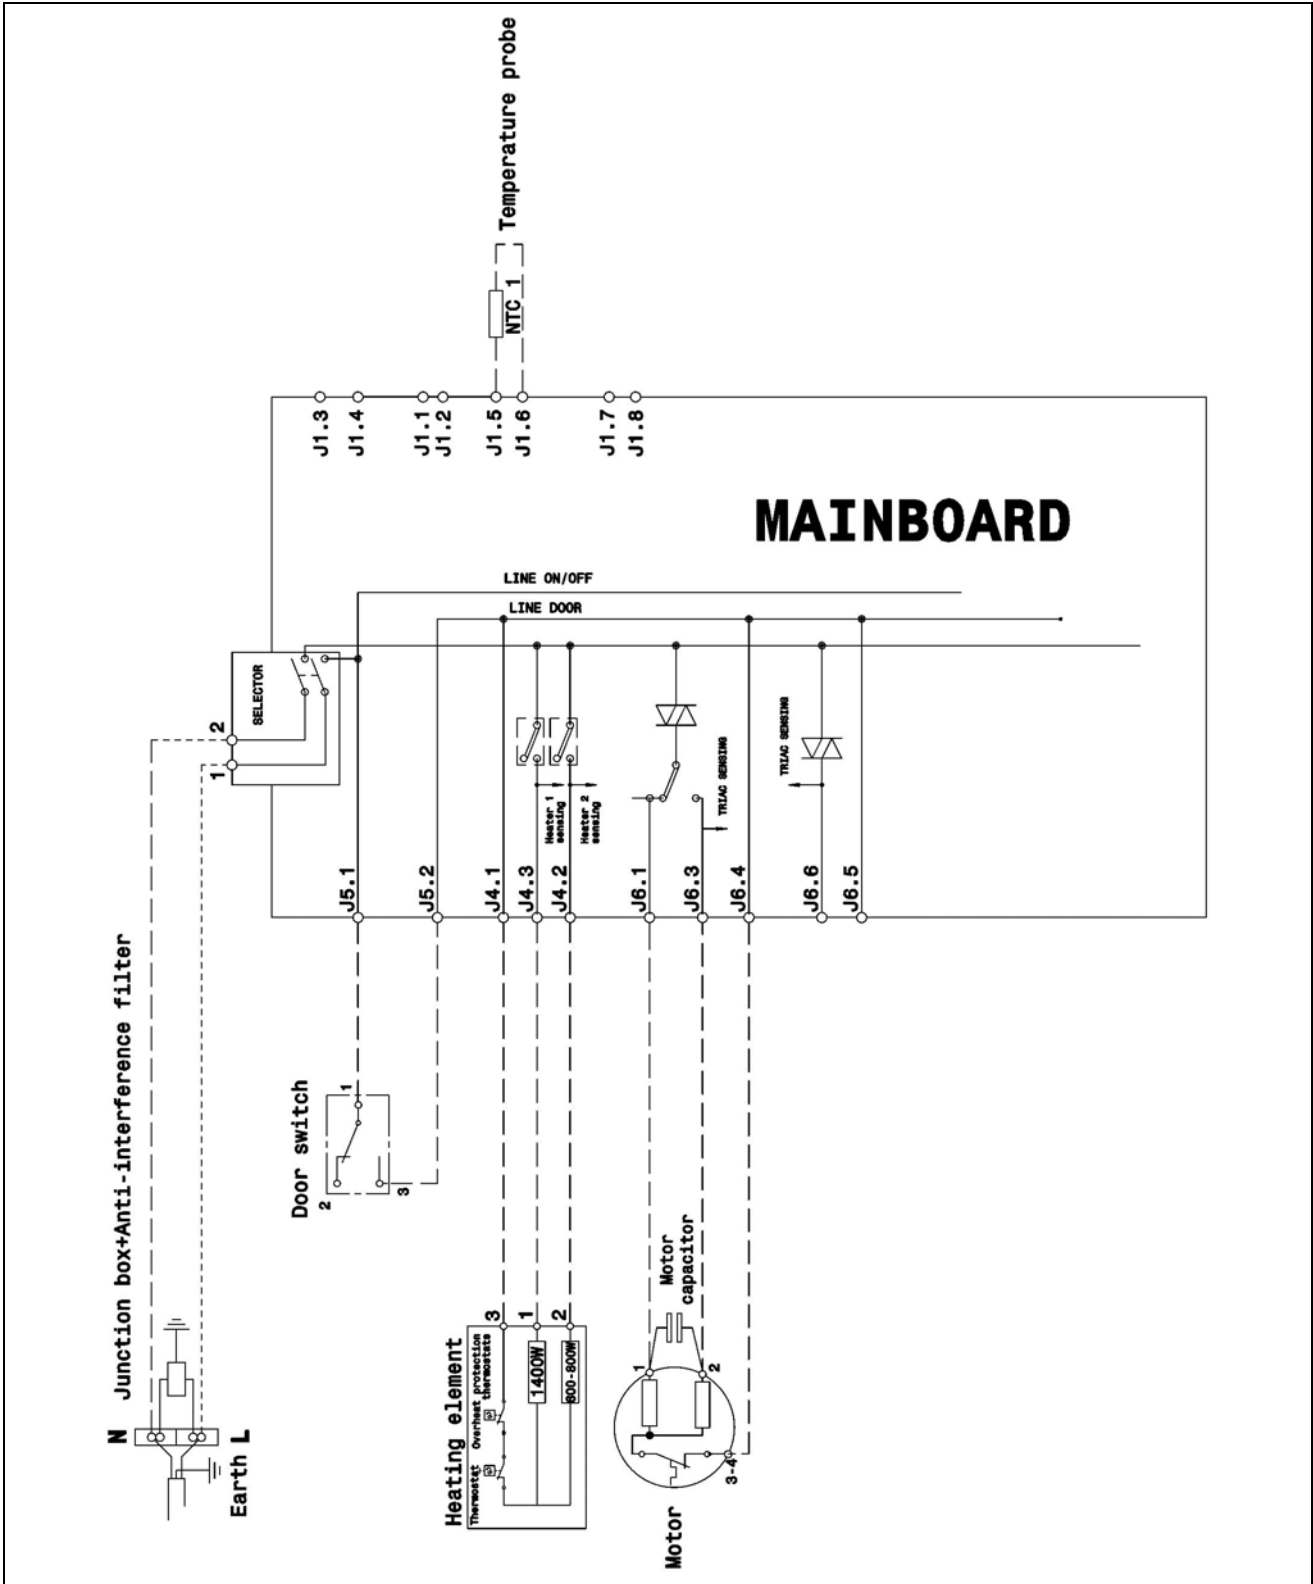 Temperature probe
NTC 1
J1.3
J1.4
J1.1
J1.2
J1.5
J1.6
J1.7
J1.8
MAINBOARD
LINE ON/OFF
LINE DOOR
SELECTOR
2
1
Heater 1
sensing
Heater 2
sensing
TRIAC SENSING
TRIAC SENSING
J5.1
J5.2
J4.1
J4.3
J4.2
J6.1
J6.3
J6.4
J6.6
J6.5
Junction box+Anti-interference filter
N
L
Earth
Door switch
1
2
3
Heating element
Thermostat
Overheat protection
thermostats
3
1
2
1400W
600-800W
Motor
capacitor
1
2
3-4
Motor